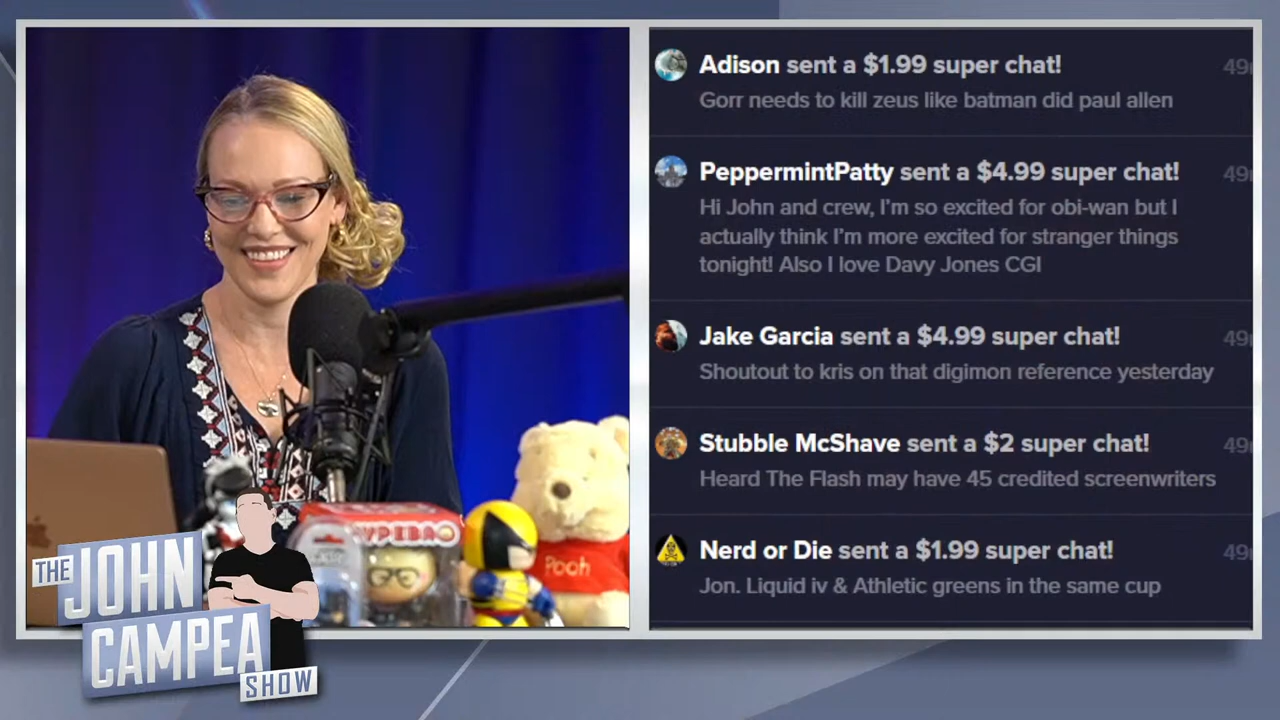 Adison sent a $1.99 super chat!
49
Gorr needs to kill zeus like batman did paul allen
PeppermintPatty sent a $4.99 super chat!
49
Hi John and crew, I'm so excited for obi-wan but I
actually think I'm more excited for stranger things
tonight! Also I love Davy Jones CGI
Jake Garcia sent a $4.99 super chat!
49
Shoutout to kris on that digimon reference yesterday
Stubble McShave sent a $2 super chat!
49
Heard The Flash may have 45 credited screenwriters
Nerd or Die sent a $1.99 super chat!
49
Jon. Liquid iv & Athletic greens in the same cup
Pooh
THE
JOHN
CAMPEA
SHOW